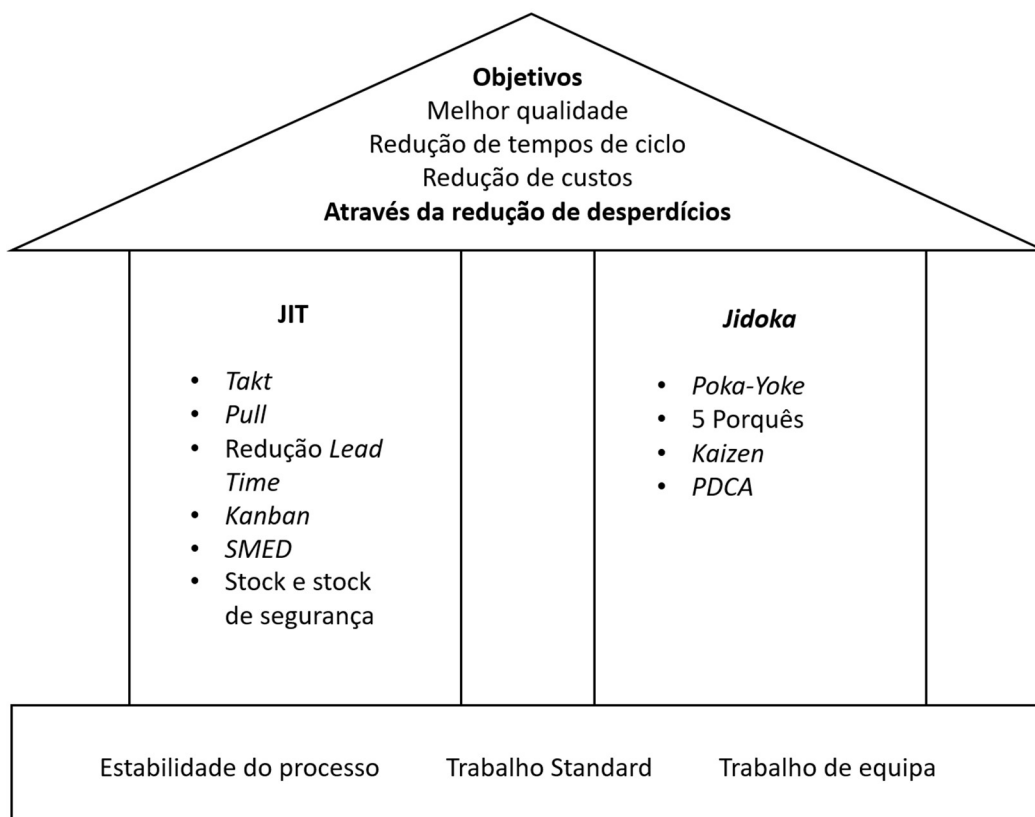 Objetivos
Melhor qualidade
Redução de tempos de ciclo
Redução de custos
Através da redução de desperdícios
JIT
• Takt
• Pull
• Redução Lead
Time
• Kanban
• SMED
• Stock e stock
de segurança
Jidoka
• Poka-Yoke
• 5 Porquês
• Kaizen
• PDCA
Estabilidade do processo
Trabalho Standard
Trabalho de equipa